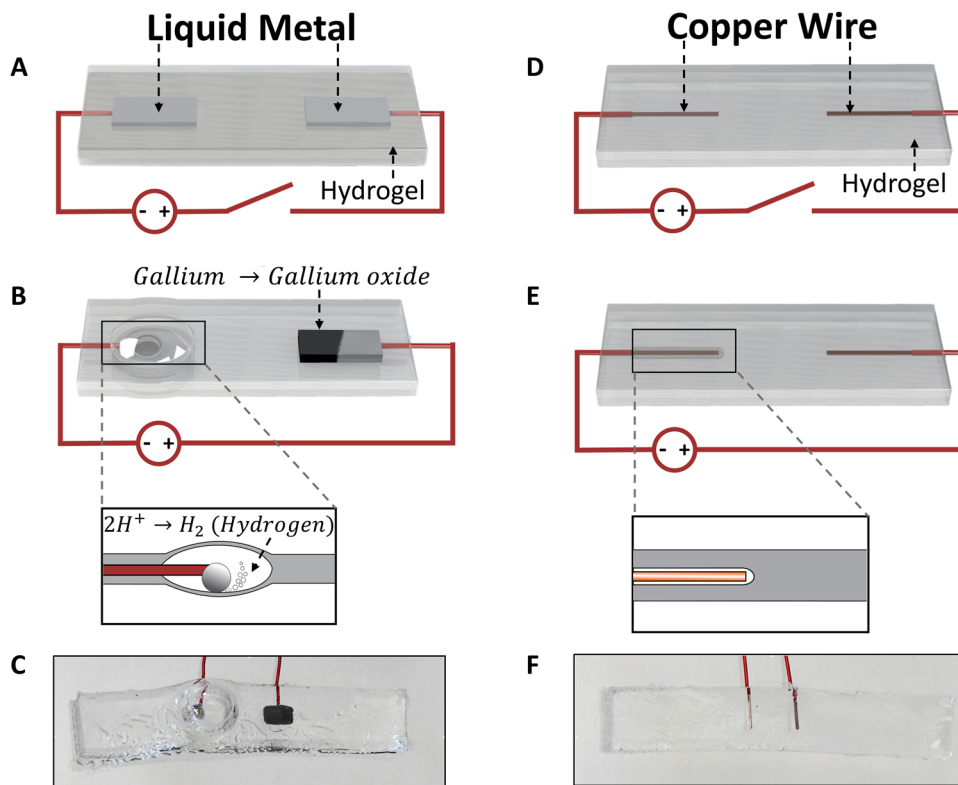 Liquid Metal
Copper Wire
A
D
Hydrogel
Hydrogel
- +
- +
Gallium → Gallium oxide
B
E
- +
- +
2H⁺ → H₂ (Hydrogen)
C
F